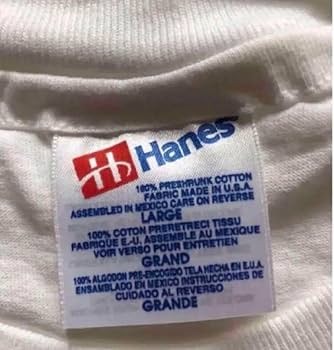 Hanes
100% PRESHRUNK COTTON
FABRIC MADE IN U.S.A.
ASSEMBLED IN MEXICO CARE ON REVERSE
LARGE
100% COTON PRERETRECI TISSU
FABRIQUE E.-U. ASSEMBLE AU MEXIQUE
VOIR VERSO POUR ENTRETIEN
GRAND
100% ALGODON PRE-ENCOGIDO TELA HECHA EN E.U.A.
ENSAMBLADO EN MEXICO INSTRUCCIONES DE
CUIDADO AL REVERSO
GRANDE